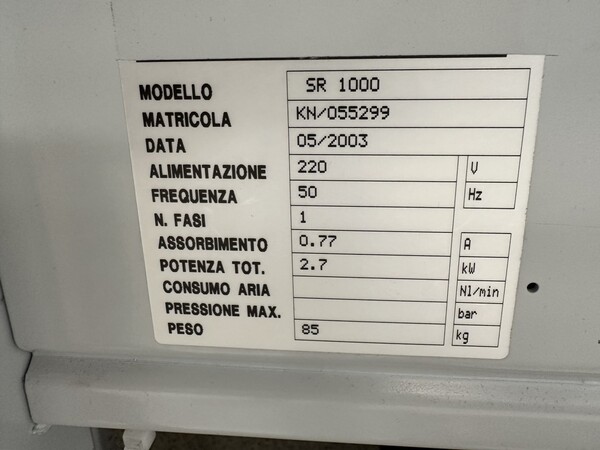 MODELLO SR 1000
MATRICOLA KN/055299
DATA 05/2003
ALIMENTAZIONE 220 V
FREQUENZA 50 Hz
N. FASI 1
ASSORBIMENTO 0.77 A
POTENZA TOT. 2.7 kW
CONSUMO ARIA Nl/min
PRESSIONE MAX. bar
PESO 85 kg